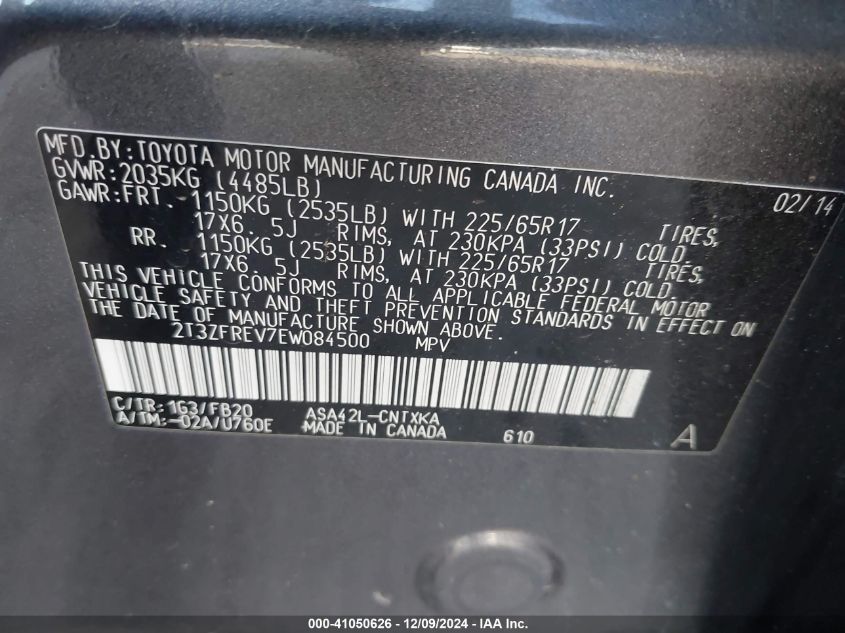 MFD.BY:TOYOTA MOTOR MANUFACTURING CANADA INC. 02/14
GVWR:2035KG (4485LB)
GAWR:FRT. 1150KG (2535LB) WITH 225/65R17 TIRES,
17X6.5J RIMS, AT 230KPA (33PSI) COLD.
RR. 1150KG (2535LB) WITH 225/65R17 TIRES,
17X6.5J RIMS, AT 230KPA (33PSI) COLD.
THIS VEHICLE CONFORMS TO ALL APPLICABLE FEDERAL MOTOR
VEHICLE SAFETY AND THEFT PREVENTION STANDARDS IN EFFECT ON
THE DATE OF MANUFACTURE SHOWN ABOVE.
2T3ZFREV7EW084500 MPV
C/TR:1G3/FB20 ASA42L-CNTXKA
A/TM:-02A/U760E MADE IN CANADA 610 A
000-41050626 - 12/09/2024 - IAA Inc.